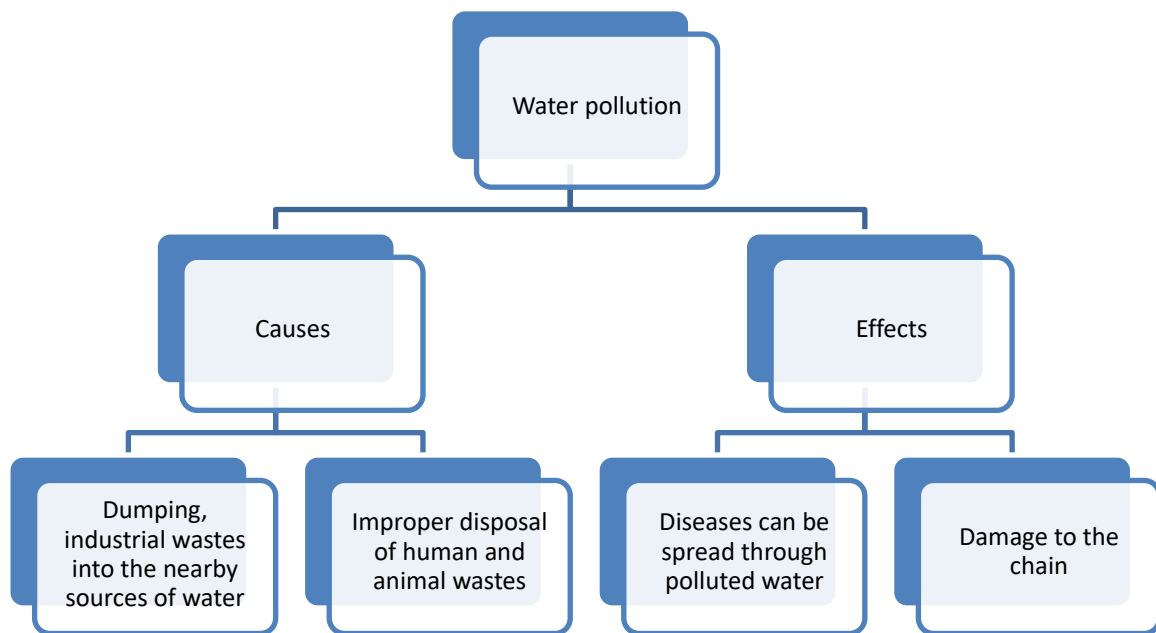 Water pollution
Causes
Effects
Dumping,
industrial wastes
into the nearby
sources of water
Improper disposal
of human and
animal wastes
Diseases can be
spread through
polluted water
Damage to the
chain